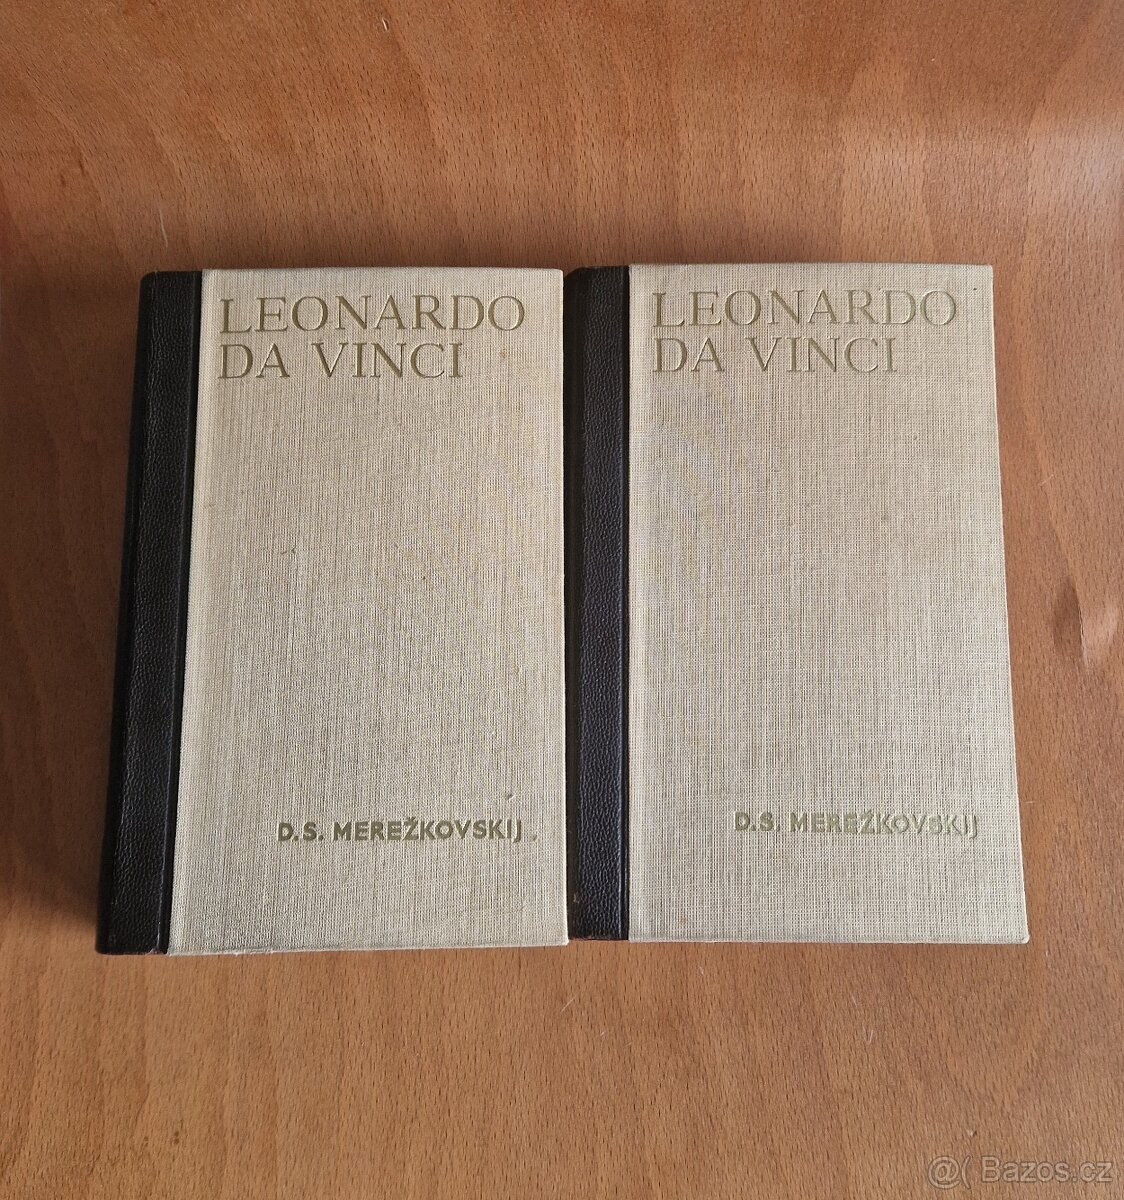 LEONARDO
DA VINCI
D.S. MEREŽKOVSKIJ
LEONARDO
DA VINCI
D.S. MEREŽKOVSKIJ
@( Bazos.cz